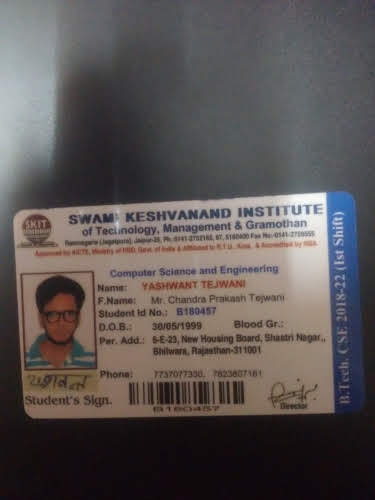 SKIT
SWAMI KESHVANAND INSTITUTE
of Technology, Management & Gramothan
Ramnagaria (Jagatpura), Jaipur-25, Ph.:0141-2752165, 67, 5160400 Fax No:-0141-2759555
Approved by AICTE, Ministry of HRD, Govt. of India & Affiliated to R.T.U., Kota. & Accredited by NBA
Computer Science and Engineering
Name: YASHWANT TEJWANI
F.Name: Mr. Chandra Prakash Tejwani
Student Id No.: B180457
D.O.B.: 30/05/1999 Blood Gr.:
Per. Add.: 5-E-23, New Housing Board, Shastri Nagar.,
Bhilwara, Rajasthan-311001
Phone: 7737077330, 7823807161
Student's Sign.
B180457
Director
B.Tech. CSE 2018-22 (1st Shift)